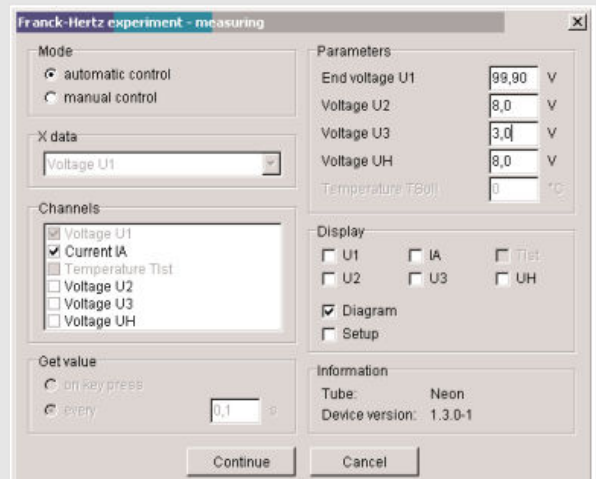 Franck-Hertz experiment - measuring
Mode
automatic control
manual control
X data
Voltage U1
Channels
Voltage U1
Current IA
Temperature TIst
Voltage U2
Voltage U3
Voltage UH
Get value
on key press
every 0,1 s
Parameters
End voltage U1 99,90 V
Voltage U2 8,0 V
Voltage U3 3,0 V
Voltage UH 8,0 V
Temperature TSoll 0 °C
Display
U1 IA TIst
U2 U3 UH
Diagram
Setup
Information
Tube: Neon
Device version: 1.3.0-1
Continue Cancel